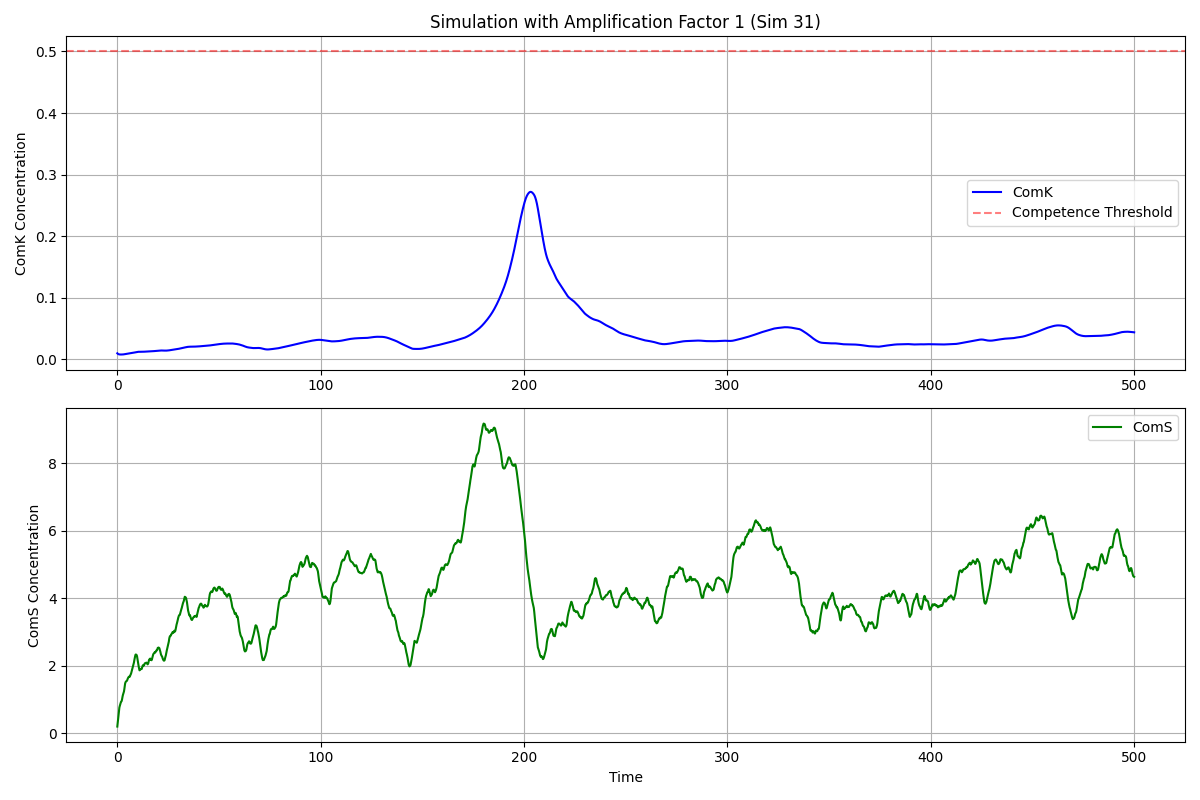 Simulation with Amplification Factor 1 (Sim 31)
ComK Concentration
0.5
0.4
0.3
0.2
0.1
0.0
ComK
Competence Threshold
0 100 200 300 400 500
ComS Concentration
8
6
4
2
0
ComS
0 100 200 300 400 500
Time